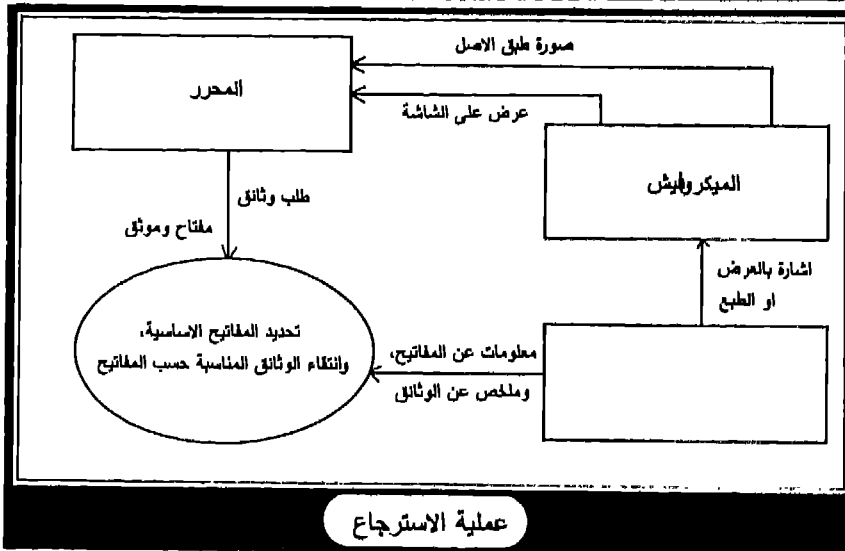 صورة طبق الاصل
المحرر
عرض على الشاشة
الميكروفيش
طلب وثائق
مفتاح وموثق
اشارة بالعرض
او الطبع
تحديد المفاتيح الاساسية،
وانتقاء الوثائق المناسبة حسب المفاتيح
معلومات عن المفاتيح،
وملخص عن الوثائق
عملية الاسترجاع